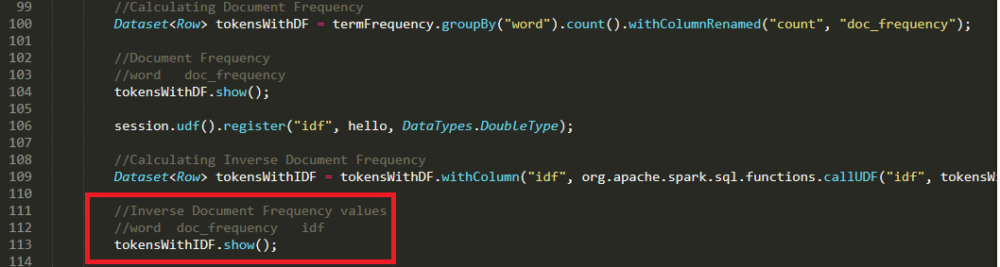 99 //Calculating Document Frequency
100 Dataset<Row> tokensWithDF = termFrequency.groupBy("word").count().withColumnRenamed("count", "doc_frequency");
101
102 //Document Frequency
103 //word   doc_frequency
104 tokensWithDF.show();
105
106 session.udf().register("idf", hello, DataTypes.DoubleType);
107
108 //Calculating Inverse Document Frequency
109 Dataset<Row> tokensWithIDF = tokensWithDF.withColumn("idf", org.apache.spark.sql.functions.callUDF("idf", tokensWi
110
111 //Inverse Document Frequency values
112 //word  doc_frequency   idf
113 tokensWithIDF.show();
114